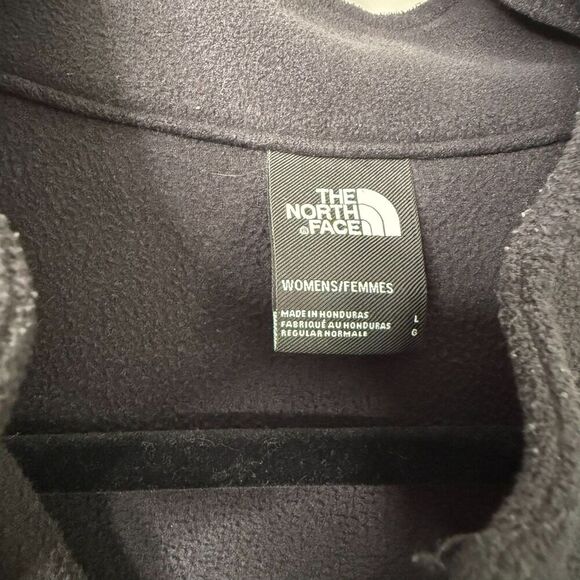 THE
NORTH
FACE
WOMENS/FEMMES
MADE IN HONDURAS L
FABRIQUÉ AU HONDURAS G
REGULAR NORMALE